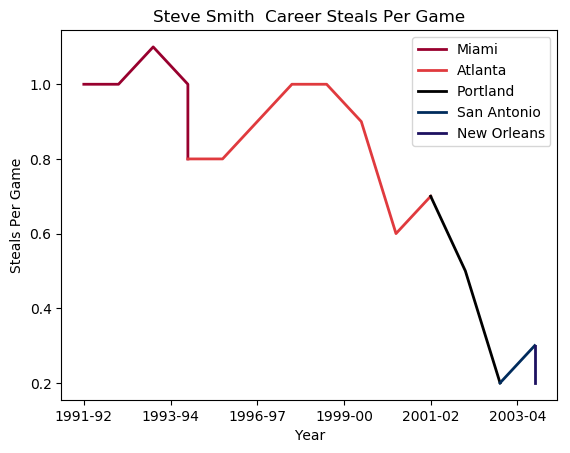 Steve Smith  Career Steals Per Game
Miami
Atlanta
Portland
San Antonio
New Orleans
Steals Per Game
1.0
0.8
0.6
0.4
0.2
1991-92
1993-94
1996-97
1999-00
2001-02
2003-04
Year